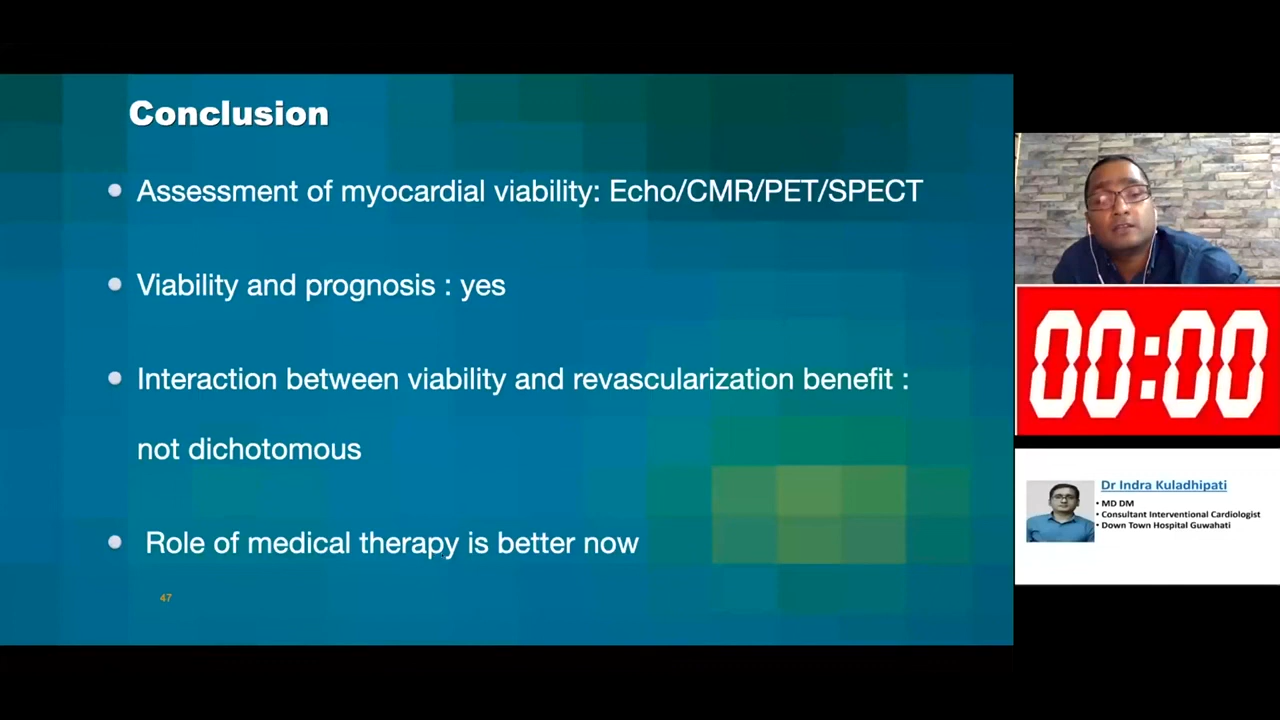 Conclusion
Assessment of myocardial viability: Echo/CMR/PET/SPECT
Viability and prognosis : yes
Interaction between viability and revascularization benefit :
not dichotomous
Role of medical therapy is better now
47
00:00
Dr Indra Kuladhipati
• MD DM
• Consultant Interventional Cardiologist
• Down Town Hospital Guwahati